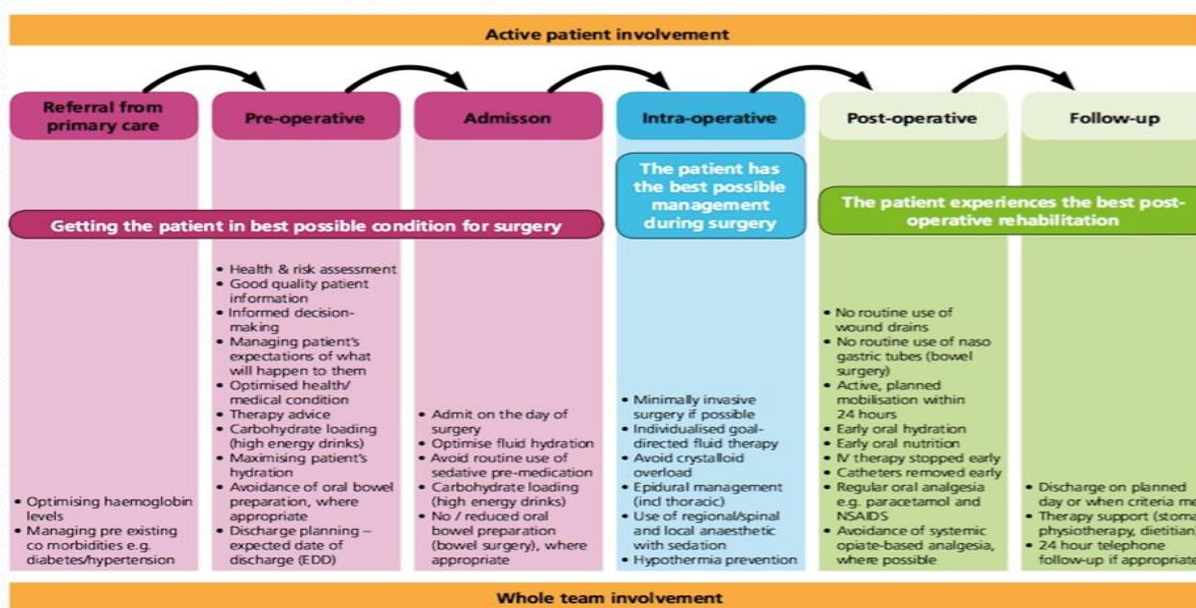 Active patient involvement
Referral from
primary care
Pre-operative
Admisson
Intra-operative
Post-operative
Follow-up
Getting the patient in best possible condition for surgery
The patient has
the best possible
management
during surgery
The patient experiences the best post-
operative rehabilitation
• Optimising haemoglobin
levels
• Managing pre existing
co morbidities e.g.
diabetes/hypertension
• Health & risk assessment
• Good quality patient
information
• Informed decision-
making
• Managing patient's
expectations of what
will happen to them
• Optimised health/
medical condition
• Therapy advice
• Carbohydrate loading
(high energy drinks)
• Maximising patient's
hydration
• Avoidance of oral bowel
preparation, where
appropriate
• Discharge planning –
expected date of
discharge (EDD)
• Admit on the day of
surgery
• Optimise fluid hydration
• Avoid routine use of
sedative pre-medication
• Carbohydrate loading
(high energy drinks)
• No / reduced oral
bowel preparation
(bowel surgery), where
appropriate
• Minimally invasive
surgery if possible
• Individualised goal-
directed fluid therapy
• Avoid crystalloid
overload
• Epidural management
(incl thoracic)
• Use of regional/spinal
and local anaesthetic
with sedation
• Hypothermia prevention
• No routine use of
wound drains
• No routine use of naso
gastric tubes (bowel
surgery)
• Active, planned
mobilisation within
24 hours
• Early oral hydration
• Early oral nutrition
• IV therapy stopped early
• Catheters removed early
• Regular oral analgesia
e.g. paracetamol and
NSAIDS
• Avoidance of systemic
opiate-based analgesia,
where possible
• Discharge on planned
day or when criteria me
• Therapy support (stoma
physiotherapy, dietitian
• 24 hour telephone
follow-up if appropriate
Whole team involvement